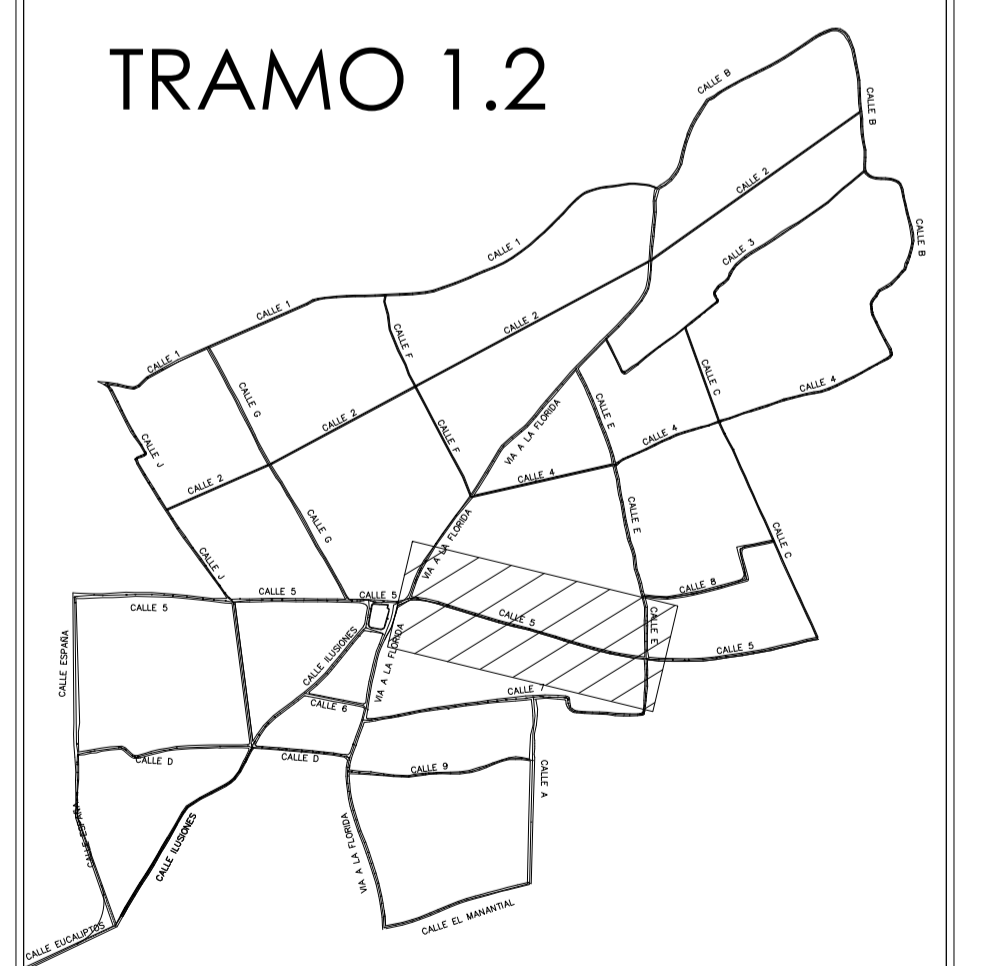 TRAMO 1.2
CALLE B
CALLE B
CALLE 2
CALLE B
CALLE 3
CALLE 1
CALLE 1
CALLE 2
CALLE F
CALLE 1
CALLE C
CALLE 4
CALLE G
CALLE E
CALLE 2
VIA A LA FLORIDA
CALLE F
CALLE 4
CALLE J
CALLE 4
CALLE 2
CALLE G
CALLE E
VIA A LA FLORIDA
CALLE C
CALLE J
CALLE 8
CALLE 5
CALLE 5
CALLE 5
CALLE 5
CALLE E
CALLE 5
CALLE ESPAÑA
CALLE ILUSIONES
VIA A LA FLORIDA
CALLE 7
CALLE 6
CALLE D
CALLE D
CALLE 9
CALLE A
CALLE ESPAÑA
CALLE ILUSIONES
VIA A LA FLORIDA
CALLE EL MANANTIAL
CALLE EUCALIPTOS